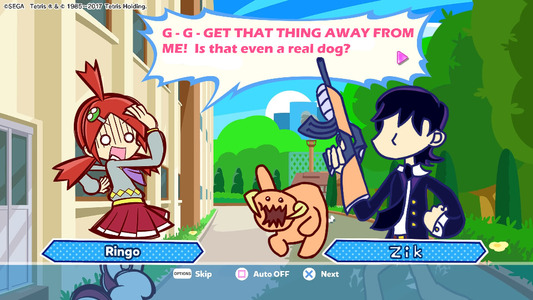 ©SEGA Tetris ® & © 1985~2017 Tetris Holding.
G - G - GET THAT THING AWAY FROM
ME! Is that even a real dog?
Ringo
Zik
OPTIONS Skip Auto OFF Next